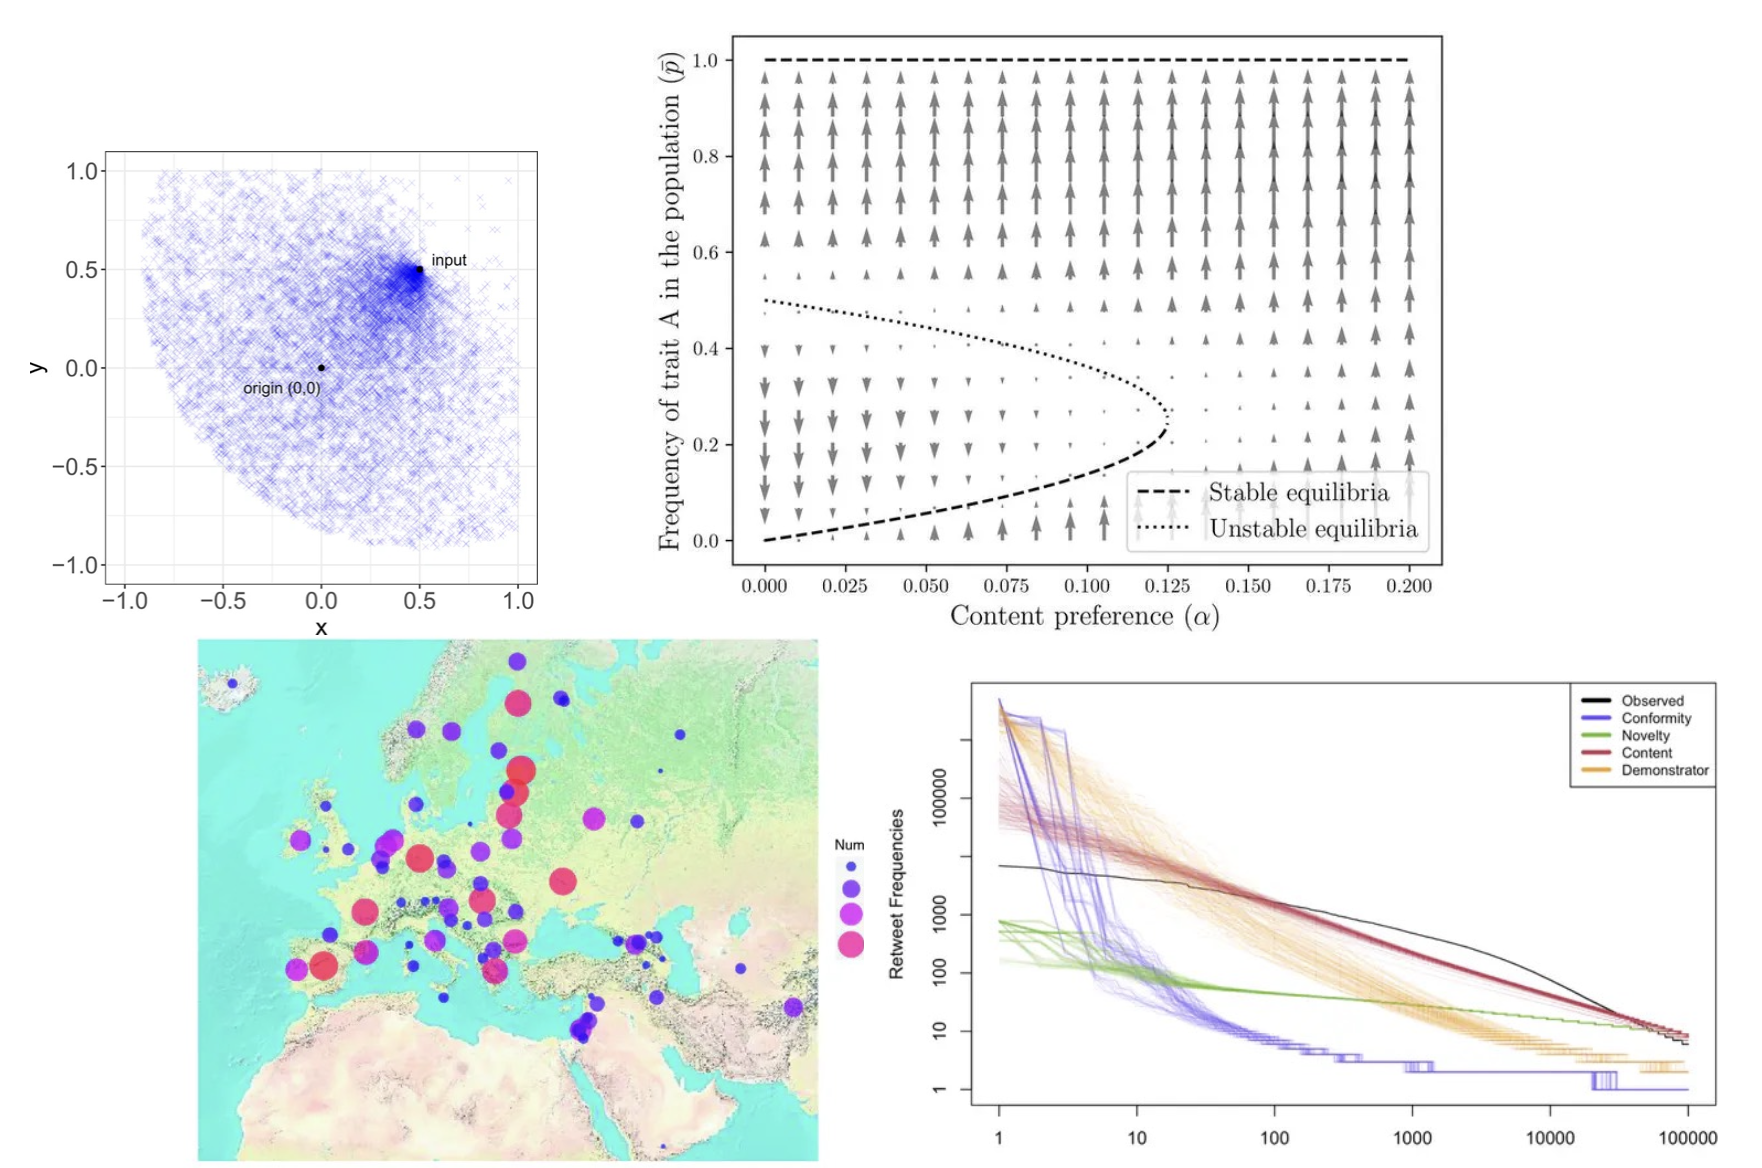 1.0
0.5
0.0
−0.5
−1.0
y
input
origin (0,0)
−1.0 −0.5 0.0 0.5 1.0
x
Frequency of trait A in the population (p̄)
1.0
0.8
0.6
0.4
0.2
0.0
Stable equilibria
Unstable equilibria
0.000 0.025 0.050 0.075 0.100 0.125 0.150 0.175 0.200
Content preference (α)
Num
Retweet Frequencies
100000
1000
100
10
1
Observed
Conformity
Novelty
Content
Demonstrator
1 10 100 1000 10000 100000